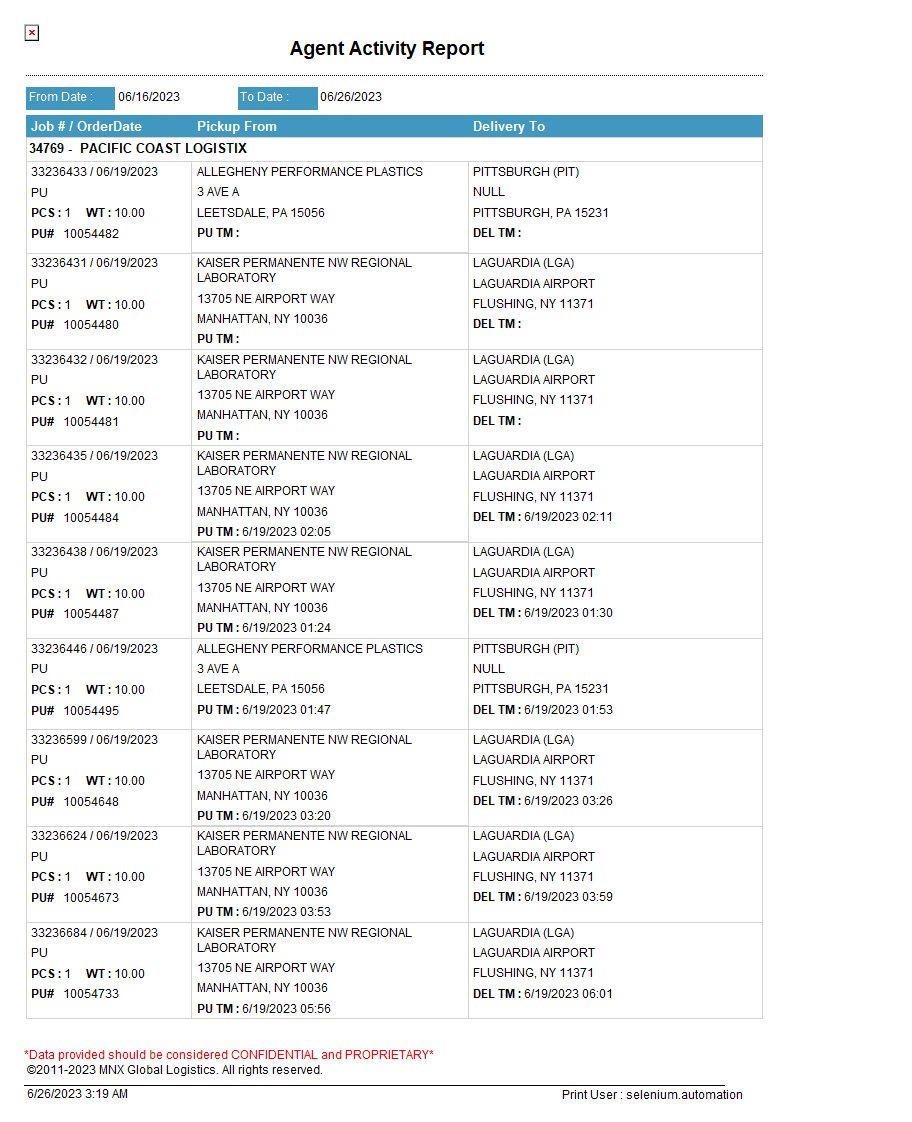 Agent Activity Report
From Date : 06/16/2023 To Date : 06/26/2023
Job # / OrderDate Pickup From Delivery To
34769 - PACIFIC COAST LOGISTIX
33236433 / 06/19/2023 ALLEGHENY PERFORMANCE PLASTICS PITTSBURGH (PIT)
PU 3 AVE A NULL
PCS : 1 WT : 10.00 LEETSDALE, PA 15056 PITTSBURGH, PA 15231
PU# 10054482 PU TM : DEL TM :
33236431 / 06/19/2023 KAISER PERMANENTE NW REGIONAL LAGUARDIA (LGA)
LABORATORY
PU 13705 NE AIRPORT WAY LAGUARDIA AIRPORT
PCS : 1 WT : 10.00 MANHATTAN, NY 10036 FLUSHING, NY 11371
PU# 10054480 PU TM : DEL TM :
33236432 / 06/19/2023 KAISER PERMANENTE NW REGIONAL LAGUARDIA (LGA)
LABORATORY
PU 13705 NE AIRPORT WAY LAGUARDIA AIRPORT
PCS : 1 WT : 10.00 MANHATTAN, NY 10036 FLUSHING, NY 11371
PU# 10054481 PU TM : DEL TM :
33236435 / 06/19/2023 KAISER PERMANENTE NW REGIONAL LAGUARDIA (LGA)
LABORATORY
PU 13705 NE AIRPORT WAY LAGUARDIA AIRPORT
PCS : 1 WT : 10.00 MANHATTAN, NY 10036 FLUSHING, NY 11371
PU# 10054484 PU TM : 6/19/2023 02:05 DEL TM : 6/19/2023 02:11
33236438 / 06/19/2023 KAISER PERMANENTE NW REGIONAL LAGUARDIA (LGA)
LABORATORY
PU 13705 NE AIRPORT WAY LAGUARDIA AIRPORT
PCS : 1 WT : 10.00 MANHATTAN, NY 10036 FLUSHING, NY 11371
PU# 10054487 PU TM : 6/19/2023 01:24 DEL TM : 6/19/2023 01:30
33236446 / 06/19/2023 ALLEGHENY PERFORMANCE PLASTICS PITTSBURGH (PIT)
PU 3 AVE A NULL
PCS : 1 WT : 10.00 LEETSDALE, PA 15056 PITTSBURGH, PA 15231
PU# 10054495 PU TM : 6/19/2023 01:47 DEL TM : 6/19/2023 01:53
33236599 / 06/19/2023 KAISER PERMANENTE NW REGIONAL LAGUARDIA (LGA)
LABORATORY
PU 13705 NE AIRPORT WAY LAGUARDIA AIRPORT
PCS : 1 WT : 10.00 MANHATTAN, NY 10036 FLUSHING, NY 11371
PU# 10054648 PU TM : 6/19/2023 03:20 DEL TM : 6/19/2023 03:26
33236624 / 06/19/2023 KAISER PERMANENTE NW REGIONAL LAGUARDIA (LGA)
LABORATORY
PU 13705 NE AIRPORT WAY LAGUARDIA AIRPORT
PCS : 1 WT : 10.00 MANHATTAN, NY 10036 FLUSHING, NY 11371
PU# 10054673 PU TM : 6/19/2023 03:53 DEL TM : 6/19/2023 03:59
33236684 / 06/19/2023 KAISER PERMANENTE NW REGIONAL LAGUARDIA (LGA)
LABORATORY
PU 13705 NE AIRPORT WAY LAGUARDIA AIRPORT
PCS : 1 WT : 10.00 MANHATTAN, NY 10036 FLUSHING, NY 11371
PU# 10054733 PU TM : 6/19/2023 05:56 DEL TM : 6/19/2023 06:01
*Data provided should be considered CONFIDENTIAL and PROPRIETARY*
©2011-2023 MNX Global Logistics. All rights reserved.
6/26/2023 3:19 AM Print User : selenium.automation